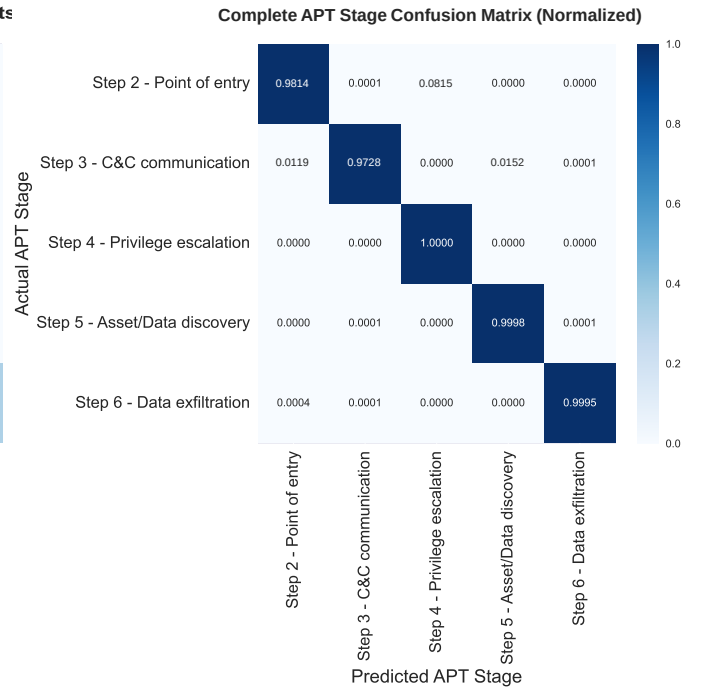 ts
Complete APT Stage Confusion Matrix (Normalized)
Actual APT Stage
Step 2 - Point of entry 0.9814 0.0001 0.0815 0.0000 0.0000
Step 3 - C&C communication 0.0119 0.9728 0.0000 0.0152 0.0001
Step 4 - Privilege escalation 0.0000 0.0000 1.0000 0.0000 0.0000
Step 5 - Asset/Data discovery 0.0000 0.0001 0.0000 0.9998 0.0001
Step 6 - Data exfiltration 0.0004 0.0001 0.0000 0.0000 0.9995
1.0
0.8
0.6
0.4
0.2
0.0
Step 2 - Point of entry
Step 3 - C&C communication
Step 4 - Privilege escalation
Step 5 - Asset/Data discovery
Step 6 - Data exfiltration
Predicted APT Stage